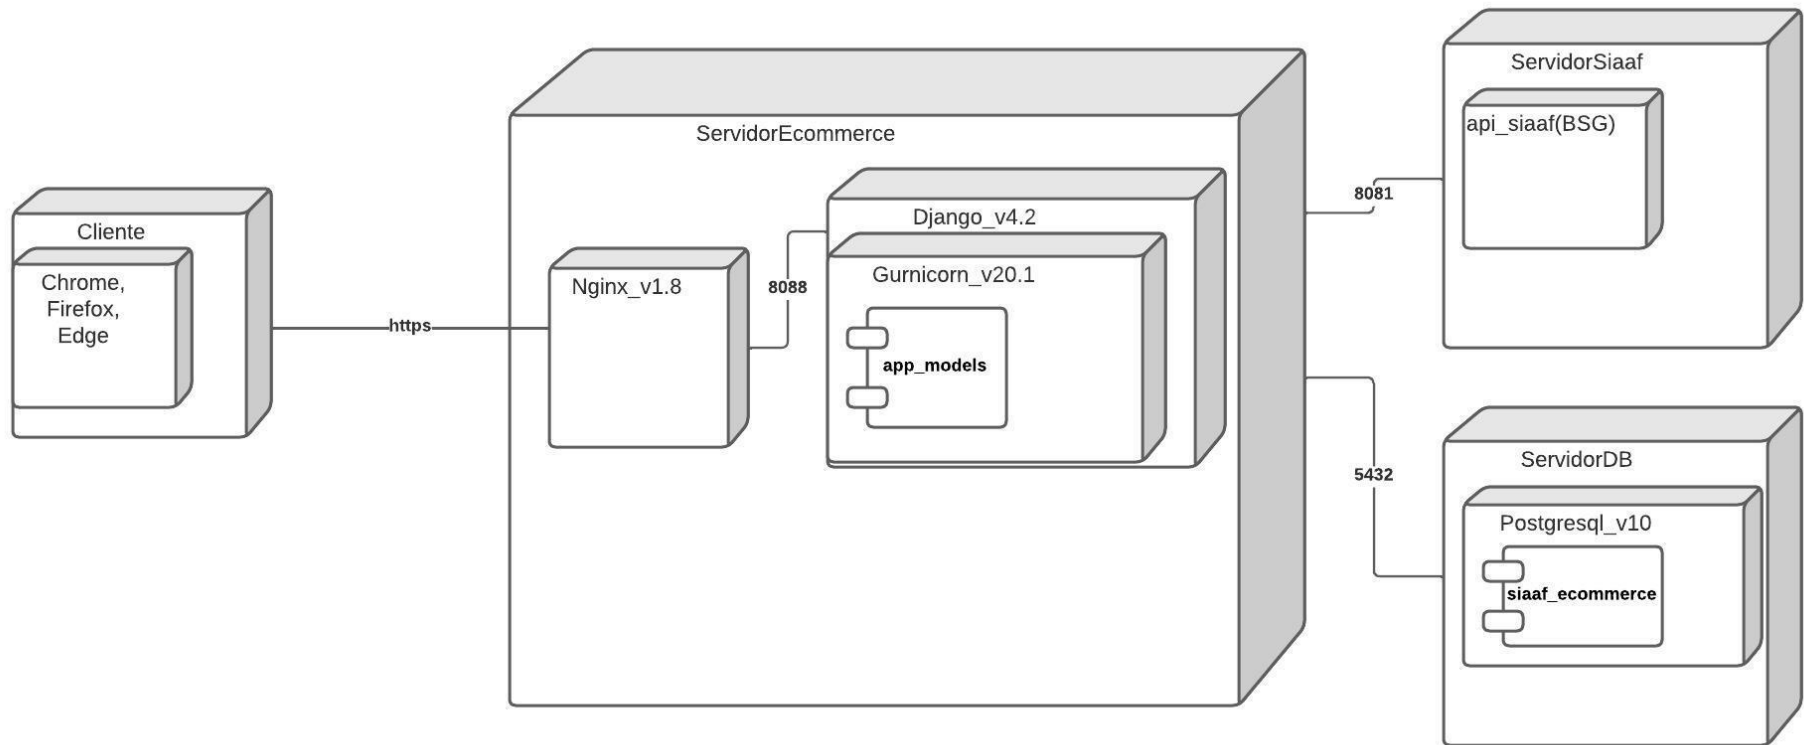 Cliente
Chrome,
Firefox,
Edge
https
ServidorEcommerce
Nginx_v1.8
8088
Django_v4.2
Gurnicorn_v20.1
app_models
8081
ServidorSiaaf
api_siaaf(BSG)
5432
ServidorDB
Postgresql_v10
siaaf_ecommerce